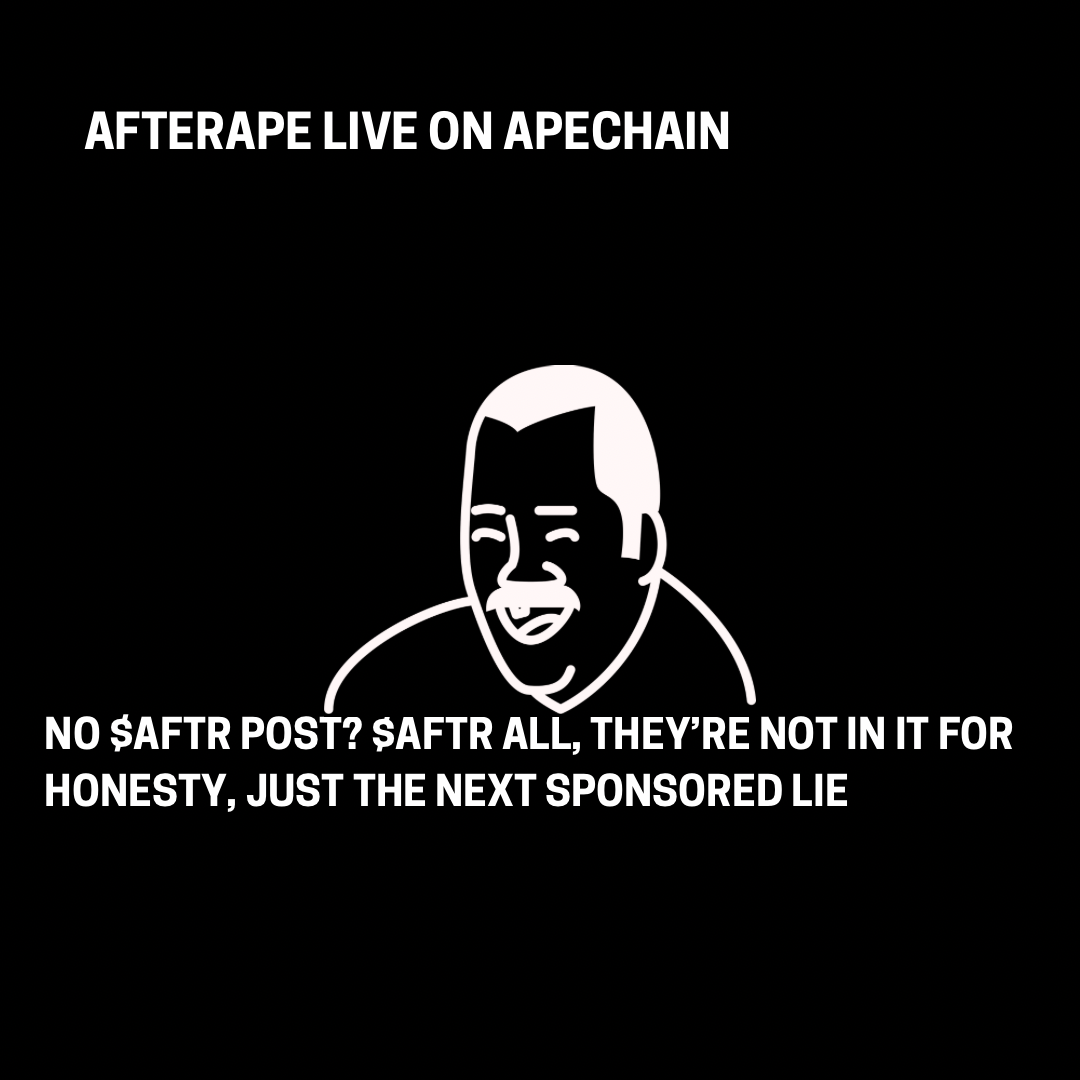 AFTERAPE LIVE ON APECHAIN
NO $AFTR POST? $AFTR ALL, THEY’RE NOT IN IT FOR
HONESTY, JUST THE NEXT SPONSORED LIE